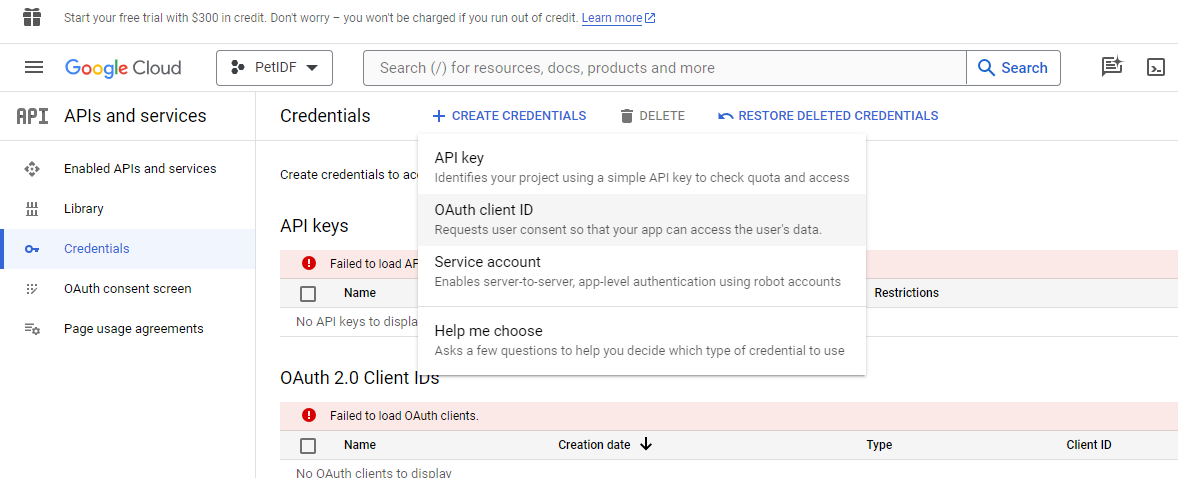 Start your free trial with $300 in credit. Don't worry – you won't be charged if you run out of credit. Learn more
Google Cloud
PetIDF
Search (/) for resources, docs, products and more
Search
API
APIs and services
Credentials
CREATE CREDENTIALS
DELETE
RESTORE DELETED CREDENTIALS
Enabled APIs and services
Library
Credentials
OAuth consent screen
Page usage agreements
Create credentials to
API key
Identifies your project using a simple API key to check quota and access
OAuth client ID
Requests user consent so that your app can access the user's data.
Service account
Enables server-to-server, app-level authentication using robot accounts
Help me choose
Asks a few questions to help you decide which type of credential to use
API keys
Failed to load
Name
Restrictions
No API keys to
OAuth 2.0 Client IDs
Failed to load OAuth clients.
Name
Creation date
Type
Client ID
No OAuth clients to display